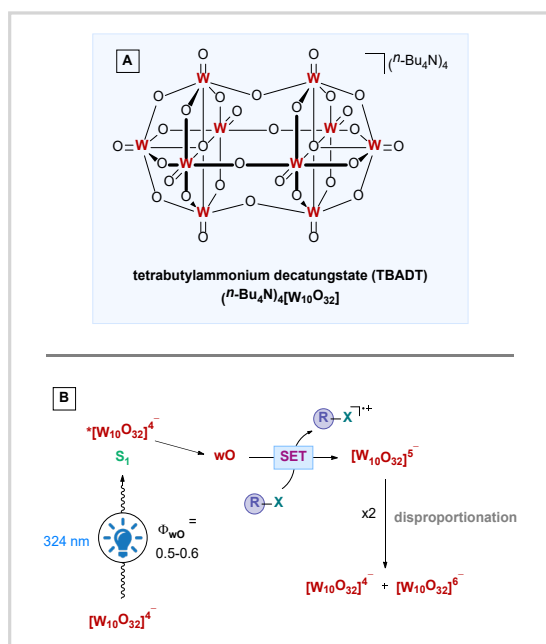 A
(n-Bu4N)4
O O
W W
O O O O O
O O
O=W O W O W W=O
O W O W O
O O O O
O O O O
W W
O O
O O
tetrabutylammonium decatungstate (TBADT)
(n-Bu4N)4[W10O32]
B
*[W10O32]4−
S1
wO
SET
R–X •+
R–X
[W10O32]5−
324 nm
ΦwO =
0.5-0.6
x2
disproportionation
[W10O32]4−
[W10O32]4− + [W10O32]6−